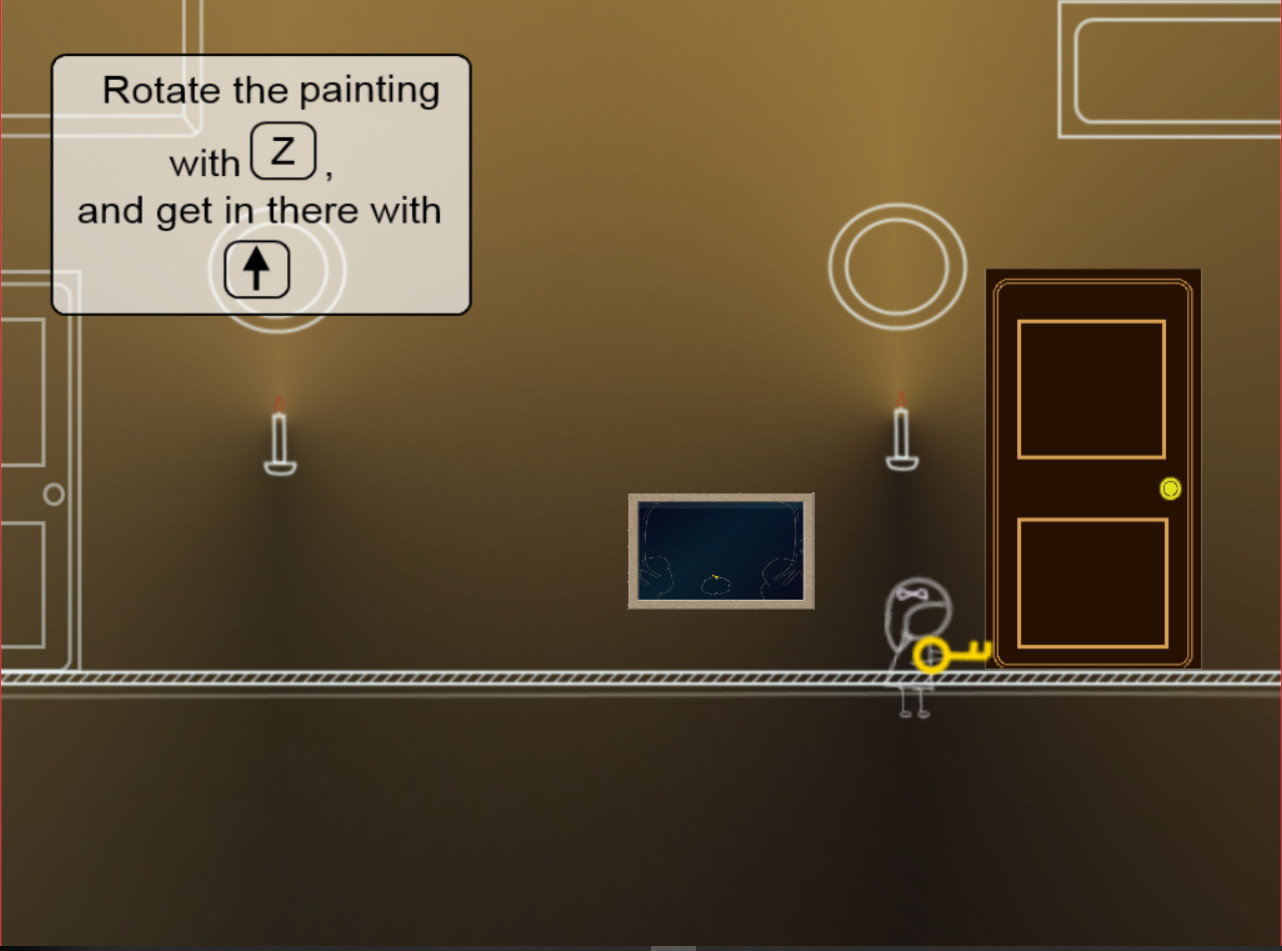 Rotate the painting
with Z ,
and get in there with
↑